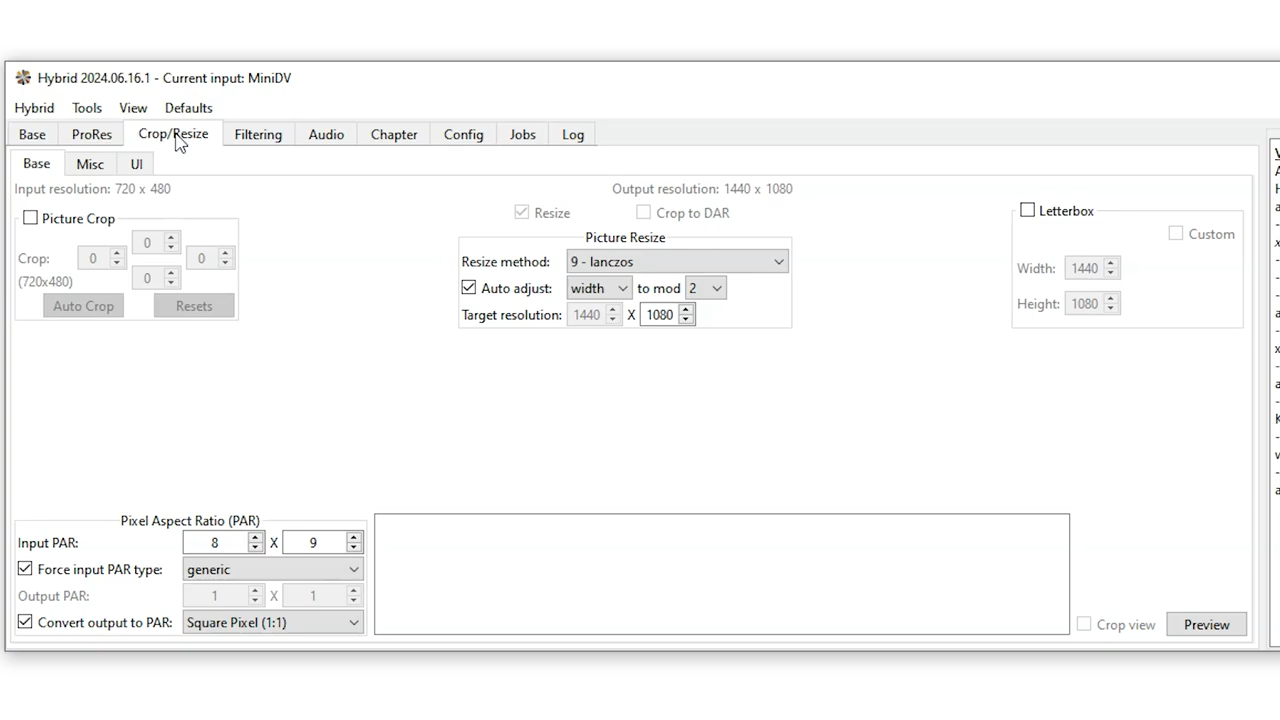 Hybrid 2024.06.16.1 - Current input: MiniDV
Hybrid Tools View Defaults
Base ProRes Crop/Resize Filtering Audio Chapter Config Jobs Log
Base Misc UI
Input resolution: 720 x 480
Output resolution: 1440 x 1080
Picture Crop
Crop: 0 0 0 0
(720x480)
Auto Crop Resets
Resize Crop to DAR
Picture Resize
Resize method: 9 - lanczos
Auto adjust: width to mod 2
Target resolution: 1440 X 1080
Letterbox
Custom
Width: 1440
Height: 1080
Pixel Aspect Ratio (PAR)
Input PAR: 8 X 9
Force input PAR type: generic
Output PAR: 1 X 1
Convert output to PAR: Square Pixel (1:1)
Crop view Preview